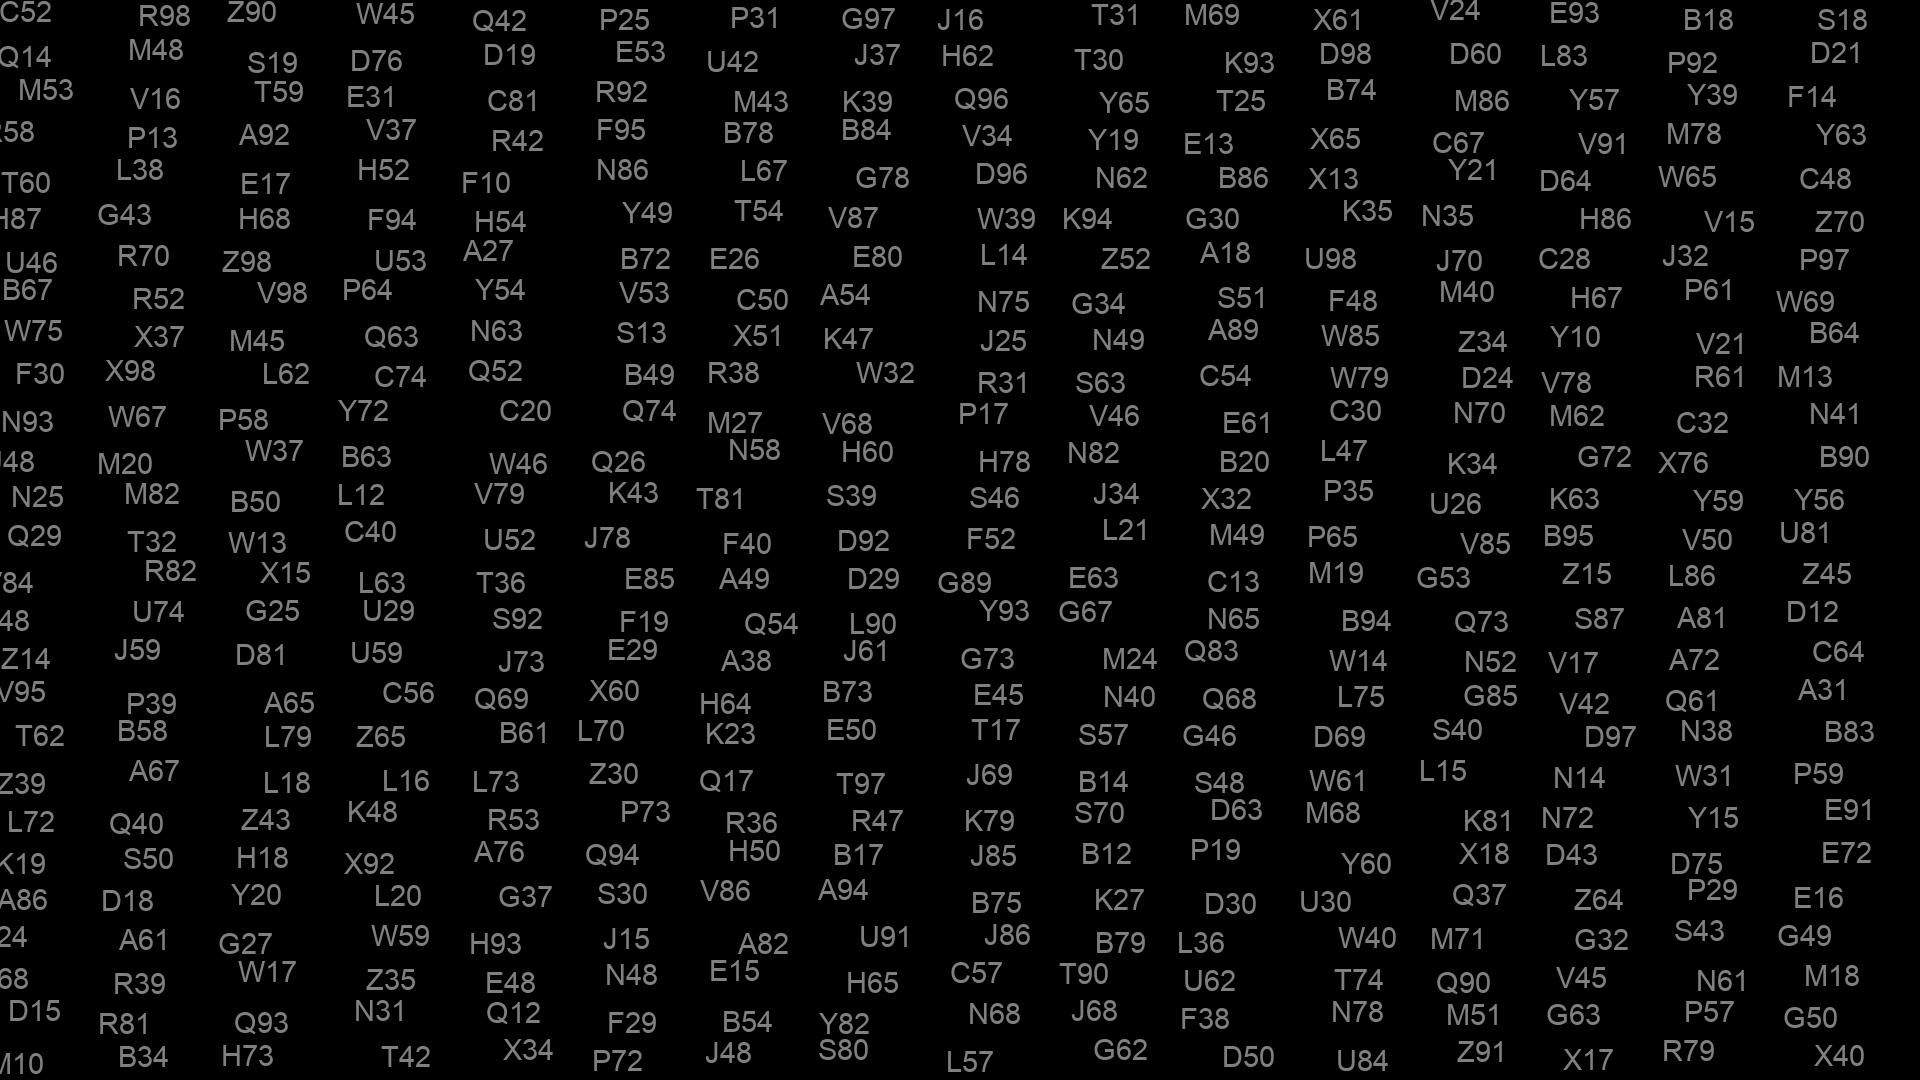 C52 R98 Z90 W45 Q42 P25 P31 G97 J16 T31 M69 X61 V24 E93 B18 S18
Q14 M48 S19 D76 D19 E53 U42 J37 H62 T30 K93 D98 D60 L83 P92 D21
M53 V16 T59 E31 C81 R92 M43 K39 Q96 Y65 T25 B74 M86 Y57 Y39 F14
58 P13 A92 V37 R42 F95 B78 B84 V34 Y19 E13 X65 C67 V91 M78 Y63
T60 L38 E17 H52 F10 N86 L67 G78 D96 N62 B86 X13 Y21 D64 W65 C48
H87 G43 H68 F94 H54 Y49 T54 V87 W39 K94 G30 K35 N35 H86 V15 Z70
U46 R70 Z98 U53 A27 B72 E26 E80 L14 Z52 A18 U98 J70 C28 J32 P97
B67 R52 V98 P64 Y54 V53 C50 A54 N75 G34 S51 F48 M40 H67 P61 W69
W75 X37 M45 Q63 N63 S13 X51 K47 J25 N49 A89 W85 Z34 Y10 V21 B64
F30 X98 L62 C74 Q52 B49 R38 W32 R31 S63 C54 W79 D24 V78 R61 M13
N93 W67 P58 Y72 C20 Q74 M27 V68 P17 V46 E61 C30 N70 M62 C32 N41
48 M20 W37 B63 W46 Q26 N58 H60 H78 N82 B20 L47 K34 G72 X76 B90
N25 M82 B50 L12 V79 K43 T81 S39 S46 J34 X32 P35 U26 K63 Y59 Y56
Q29 T32 W13 C40 U52 J78 F40 D92 F52 L21 M49 P65 V85 B95 V50 U81
84 R82 X15 L63 T36 E85 A49 D29 G89 E63 C13 M19 G53 Z15 L86 Z45
48 U74 G25 U29 S92 F19 Q54 L90 Y93 G67 N65 B94 Q73 S87 A81 D12
Z14 J59 D81 U59 J73 E29 A38 J61 G73 M24 Q83 W14 N52 V17 A72 C64
V95 P39 A65 C56 Q69 X60 H64 B73 E45 N40 Q68 L75 G85 V42 Q61 A31
T62 B58 L79 Z65 B61 L70 K23 E50 T17 S57 G46 D69 S40 D97 N38 B83
Z39 A67 L18 L16 L73 Z30 Q17 T97 J69 B14 S48 W61 L15 N14 W31 P59
L72 Q40 Z43 K48 R53 P73 R36 R47 K79 S70 D63 M68 K81 N72 Y15 E91
K19 S50 H18 X92 A76 Q94 H50 B17 J85 B12 P19 Y60 X18 D43 D75 E72
A86 D18 Y20 L20 G37 S30 V86 A94 B75 K27 D30 U30 Q37 Z64 P29 E16
24 A61 G27 W59 H93 J15 A82 U91 J86 B79 L36 W40 M71 G32 S43 G49
68 R39 W17 Z35 E48 N48 E15 H65 C57 T90 U62 T74 Q90 V45 N61 M18
D15 R81 Q93 N31 Q12 F29 B54 Y82 N68 J68 F38 N78 M51 G63 P57 G50
M10 B34 H73 T42 X34 P72 J48 S80 L57 G62 D50 U84 Z91 X17 R79 X40